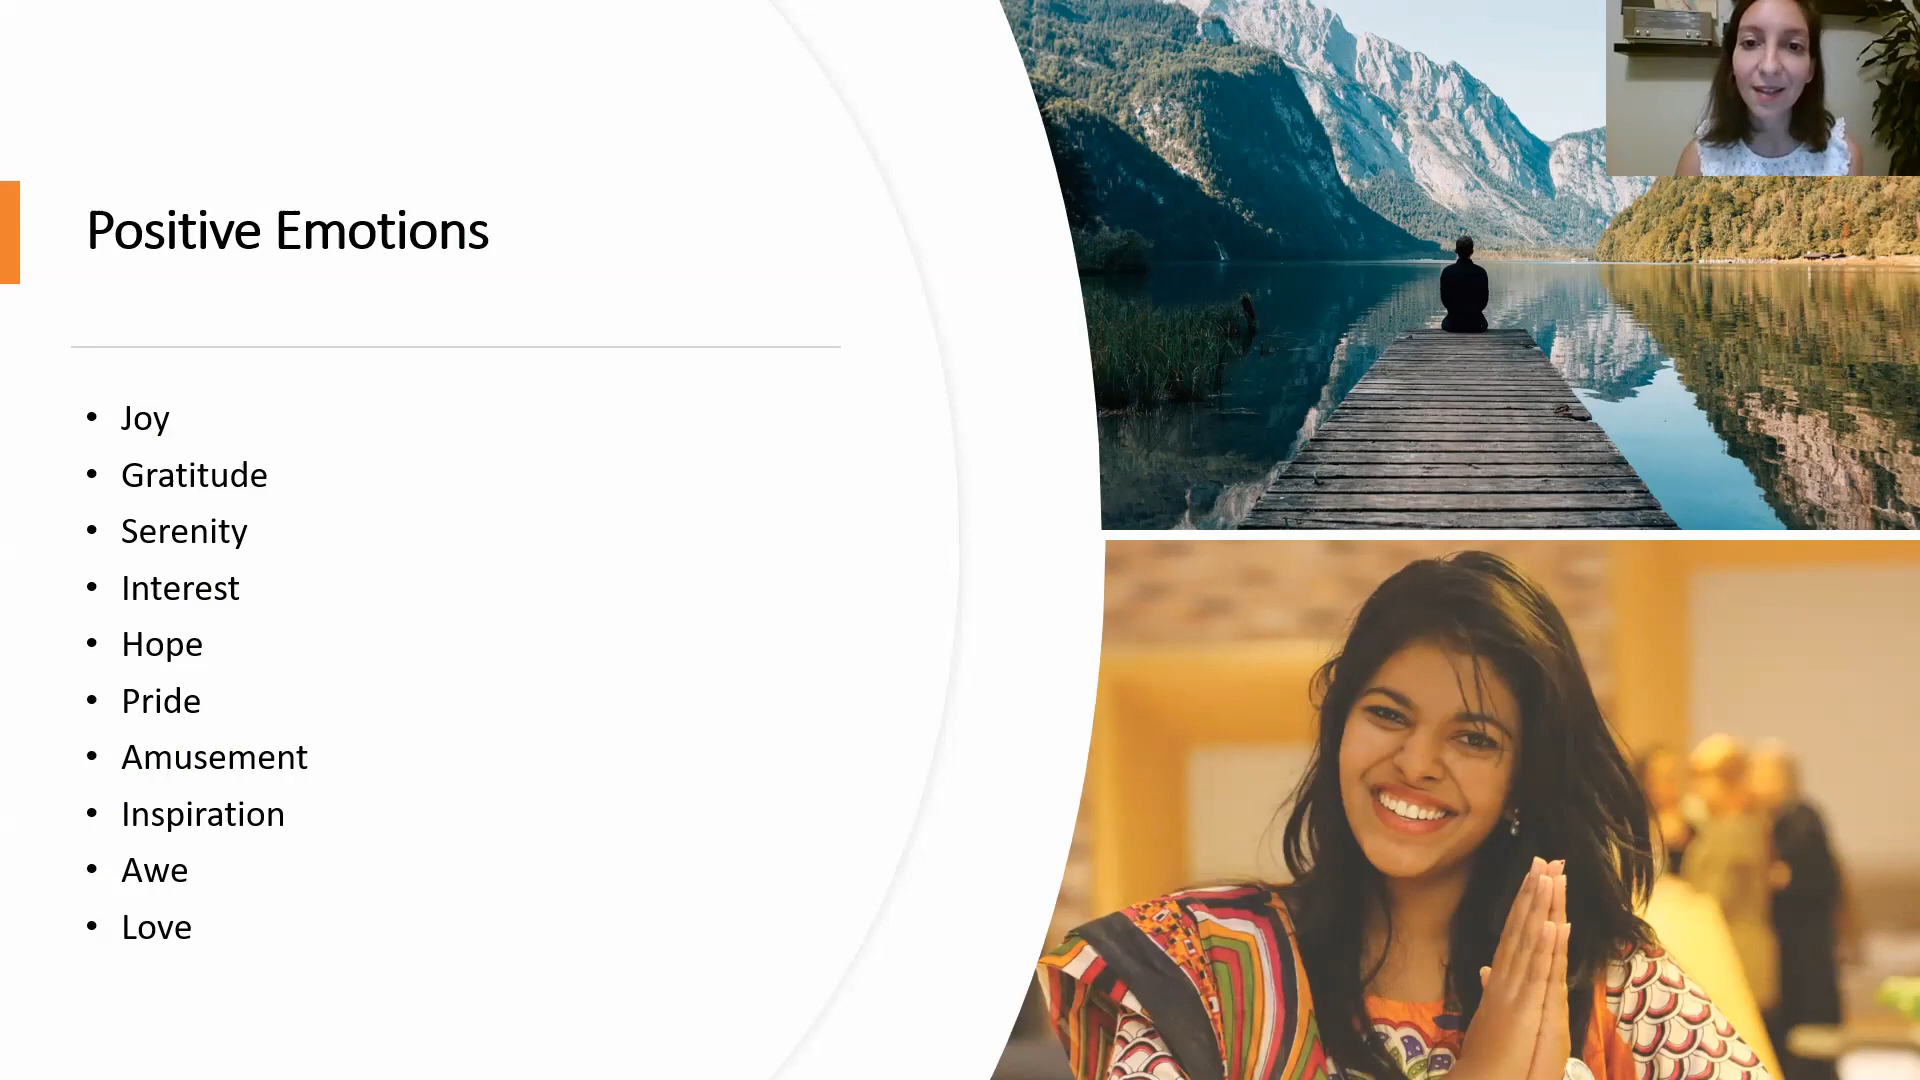 Positive Emotions
• Joy
• Gratitude
• Serenity
• Interest
• Hope
• Pride
• Amusement
• Inspiration
• Awe
• Love